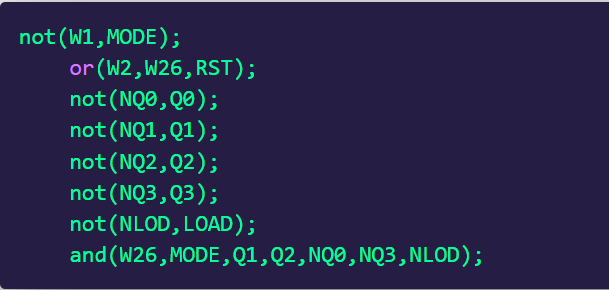 not(W1,MODE);
or(W2,W26,RST);
not(NQ0,Q0);
not(NQ1,Q1);
not(NQ2,Q2);
not(NQ3,Q3);
not(NLOD,LOAD);
and(W26,MODE,Q1,Q2,NQ0,NQ3,NLOD);